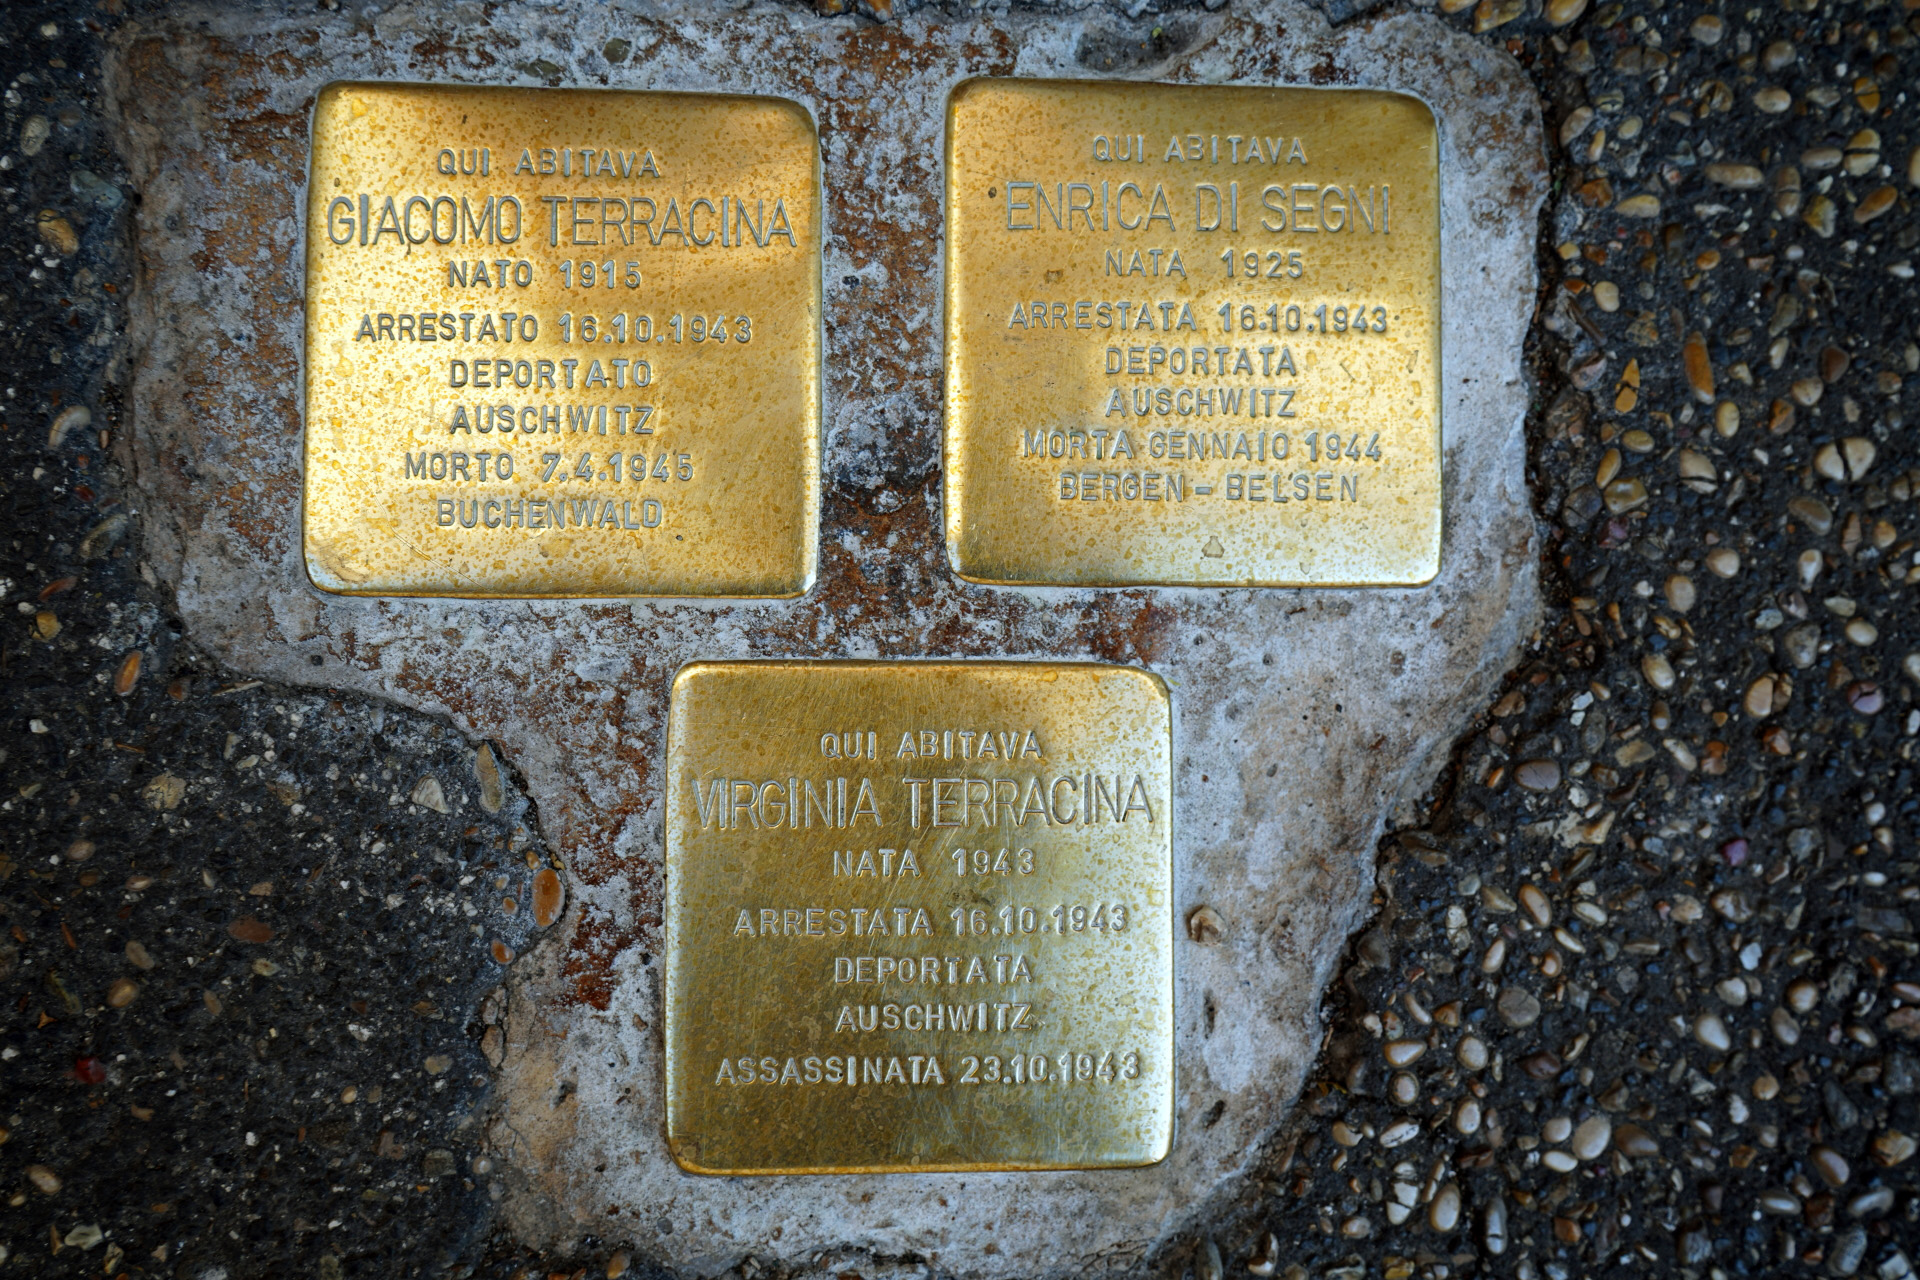 QUI ABITAVA
GIACOMO TERRACINA
NATO 1915
ARRESTATO 16.10.1943
DEPORTATO
AUSCHWITZ
MORTO 7.4.1945
BUCHENWALD
QUI ABITAVA
ENRICA DI SEGNI
NATA 1925
ARRESTATA 16.10.1943
DEPORTATA
AUSCHWITZ
MORTA GENNAIO 1944
BERGEN-BELSEN
QUI ABITAVA
VIRGINIA TERRACINA
NATA 1943
ARRESTATA 16.10.1943
DEPORTATA
AUSCHWITZ
ASSASSINATA 23.10.1943